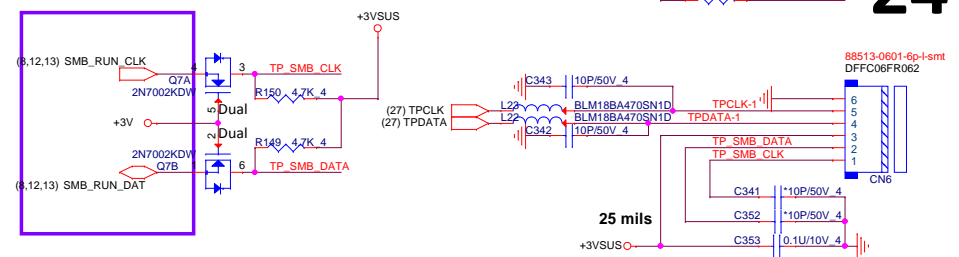 24
+3VSUS
(8,12,13) SMB_RUN_CLK
4
3
TP_SMB_CLK
Q7A
2N7002KDW
R150
4.7K_4
5
Dual
+3V
2
Dual
R149
4.7K_4
2N7002KDW
Q7B
1
6
TP_SMB_DATA
(8,12,13) SMB_RUN_DAT
88513-0601-6p-l-smt
DFFC06FR062
C343
10P/50V_4
(27) TPCLK
L23
BLM18BA470SN1D
TPCLK-1
(27) TPDATA
L22
BLM18BA470SN1D
TPDATA-1
C342
10P/50V_4
TP_SMB_DATA
TP_SMB_CLK
6
5
4
3
2
1
CN6
C341
*10P/50V_4
25 mils
C352
*10P/50V_4
+3VSUS
C353
0.1U/10V_4